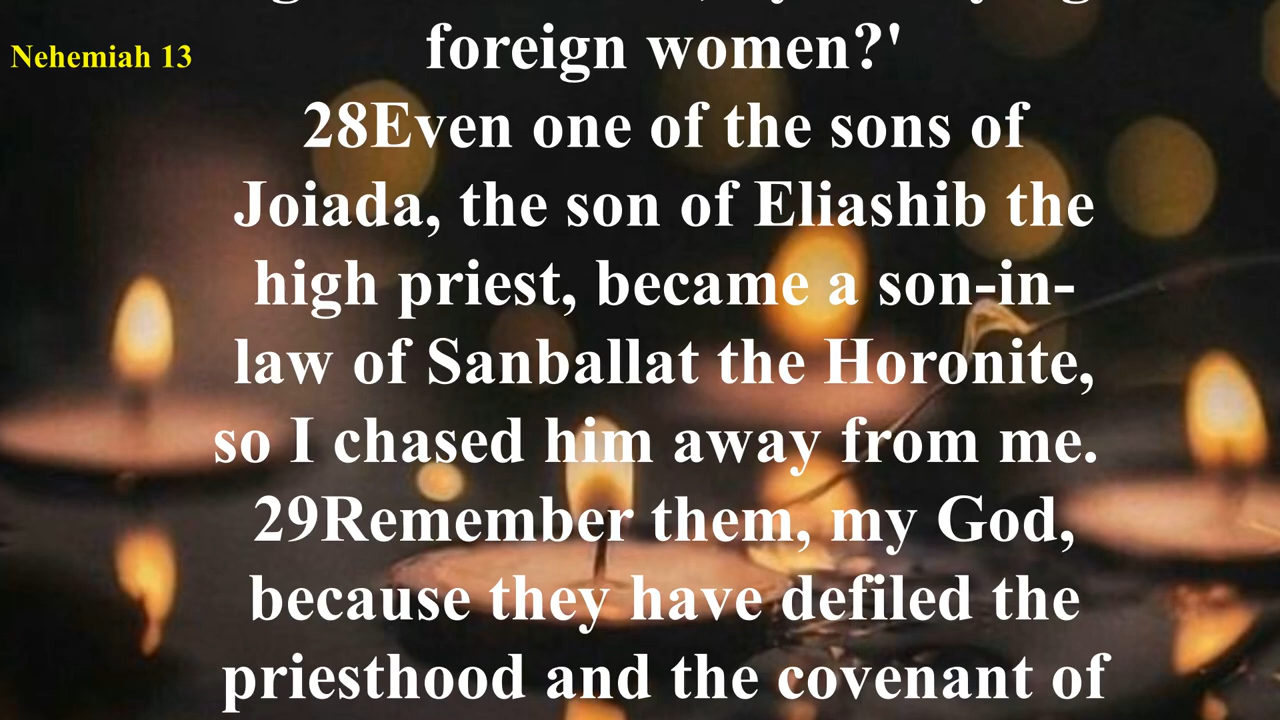 Nehemiah 13
foreign women?'
28Even one of the sons of
Joiada, the son of Eliashib the
high priest, became a son-in-
law of Sanballat the Horonite,
so I chased him away from me.
29Remember them, my God,
because they have defiled the
priesthood and the covenant of